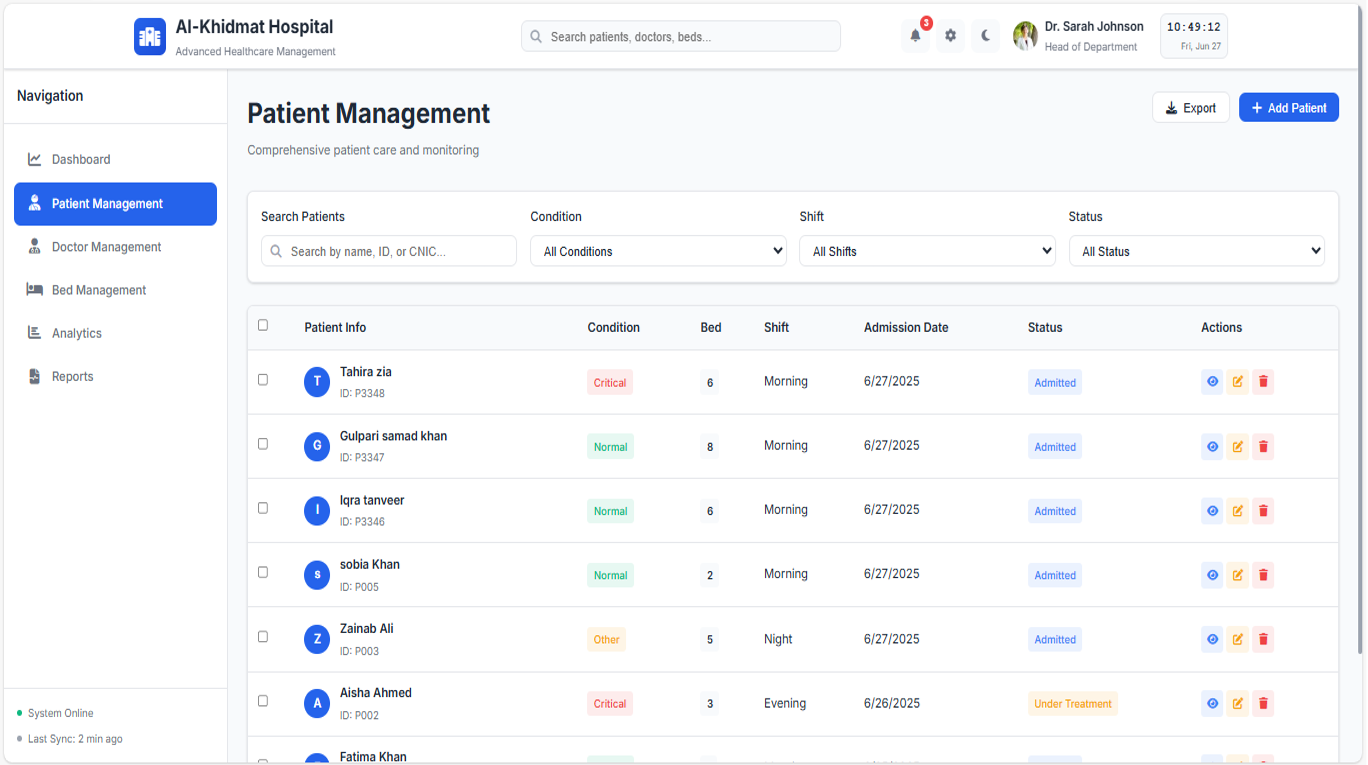 Al-Khidmat Hospital
Advanced Healthcare Management
Search patients, doctors, beds...
3
Dr. Sarah Johnson
Head of Department
10:49:12
Fri, Jun 27
Navigation
Dashboard
Patient Management
Doctor Management
Bed Management
Analytics
Reports
System Online
Last Sync: 2 min ago
Patient Management
Comprehensive patient care and monitoring
Export
+ Add Patient
Search Patients Condition Shift Status
Search by name, ID, or CNIC... All Conditions All Shifts All Status
Patient Info Condition Bed Shift Admission Date Status Actions
T Tahira zia Critical 6 Morning 6/27/2025 Admitted
ID: P3348
G Gulpari samad khan Normal 8 Morning 6/27/2025 Admitted
ID: P3347
I Iqra tanveer Normal 6 Morning 6/27/2025 Admitted
ID: P3346
s sobia Khan Normal 2 Morning 6/27/2025 Admitted
ID: P005
Z Zainab Ali Other 5 Night 6/27/2025 Admitted
ID: P003
A Aisha Ahmed Critical 3 Evening 6/26/2025 Under Treatment
ID: P002
Fatima Khan